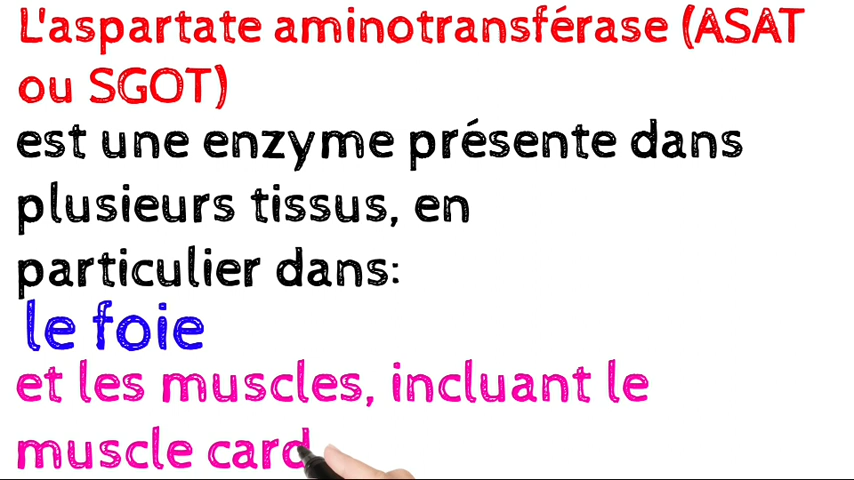 L'aspartate aminotransférase (ASAT
ou SGOT)
est une enzyme présente dans
plusieurs tissus, en
particulier dans:
le foie
et les muscles, incluant le
muscle card